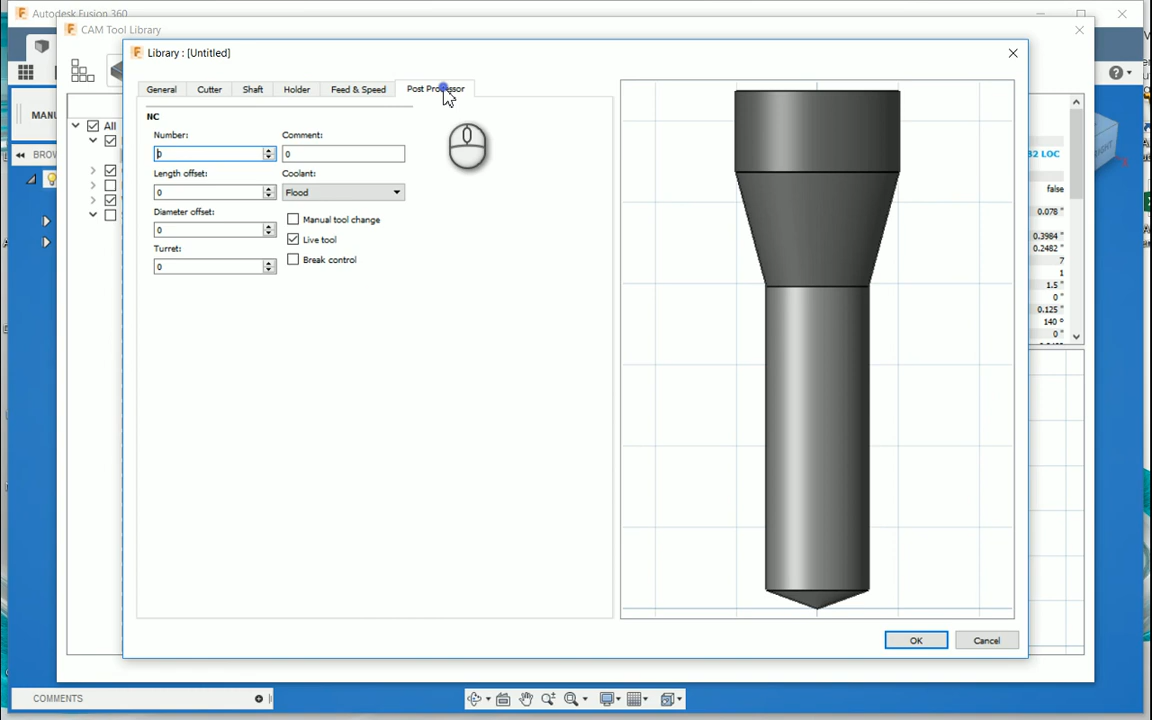 Autodesk Fusion 360
CAM Tool Library
Library : [Untitled]
General
Cutter
Shaft
Holder
Feed & Speed
Post Processor
NC
Number:
Comment:
0
0
Length offset:
Coolant:
0
Flood
Diameter offset:
Manual tool change
0
Live tool
Turret:
Break control
0
OK
Cancel
MANU
BROW
All
32 LOC
false
0.078 "
0.3984 "
0.2482 "
7
1
1.5 "
0 "
0.125 "
140 °
0 "
RIGHT
COMMENTS